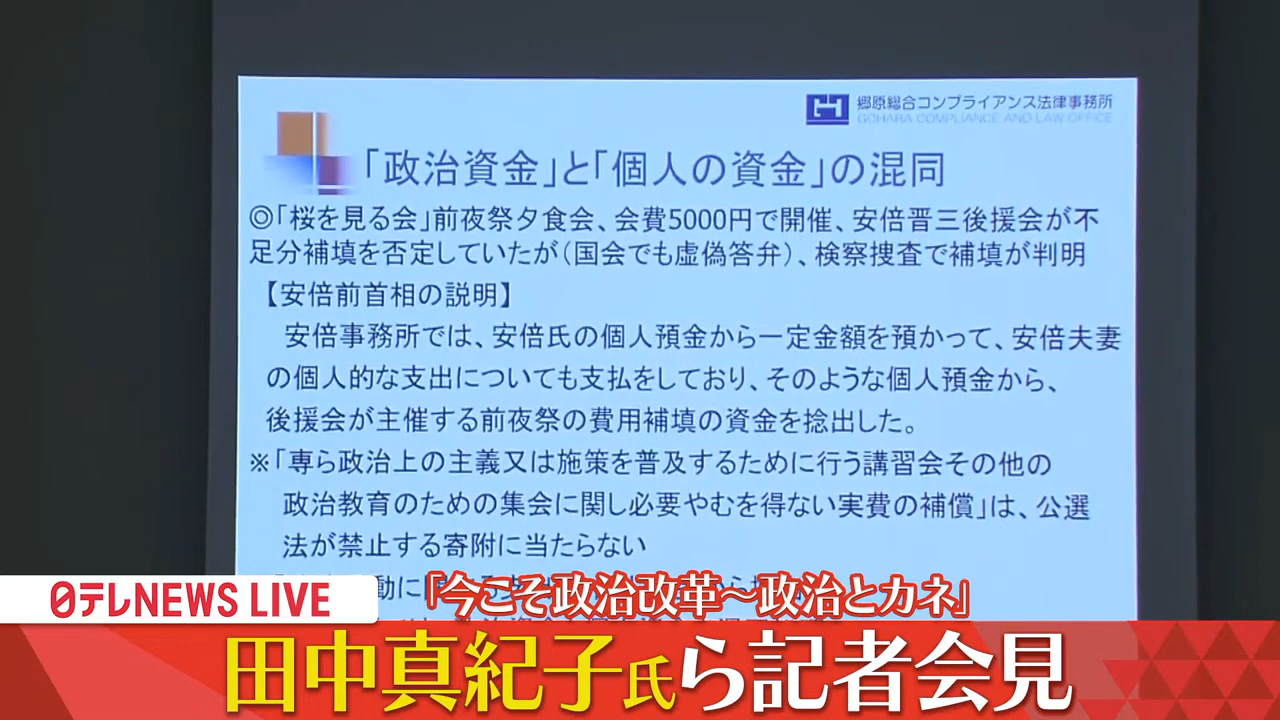 郷原総合コンプライアンス法律事務所
GOHARA COMPLIANCE AND LAW OFFICE
「政治資金」と「個人の資金」の混同
◎「桜を見る会」前夜祭夕食会、会費5000円で開催、安倍晋三後援会が不
足分補填を否定していたが（国会でも虚偽答弁）、検察捜査で補填が判明
【安倍前首相の説明】
安倍事務所では、安倍氏の個人預金から一定金額を預かって、安倍夫妻
の個人的な支出についても支払をしており、そのような個人預金から、
後援会が主催する前夜祭の費用補填の資金を捻出した。
※「専ら政治上の主義又は施策を普及するために行う講習会その他の
政治教育のための集会に関し必要やむを得ない実費の補償」は、公選
法が禁止する寄附に当たらない
日テレNEWS LIVE
「今こそ政治改革～政治とカネ」
田中真紀子氏ら記者会見